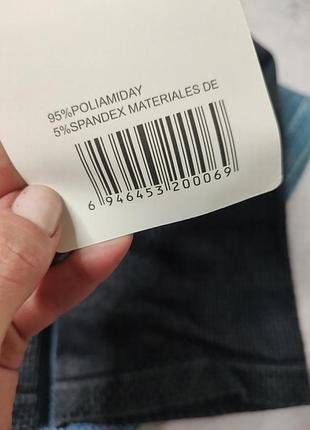 95%POLIAMIDAY
5%SPANDEX MATERIALES DE
6 946453 200069